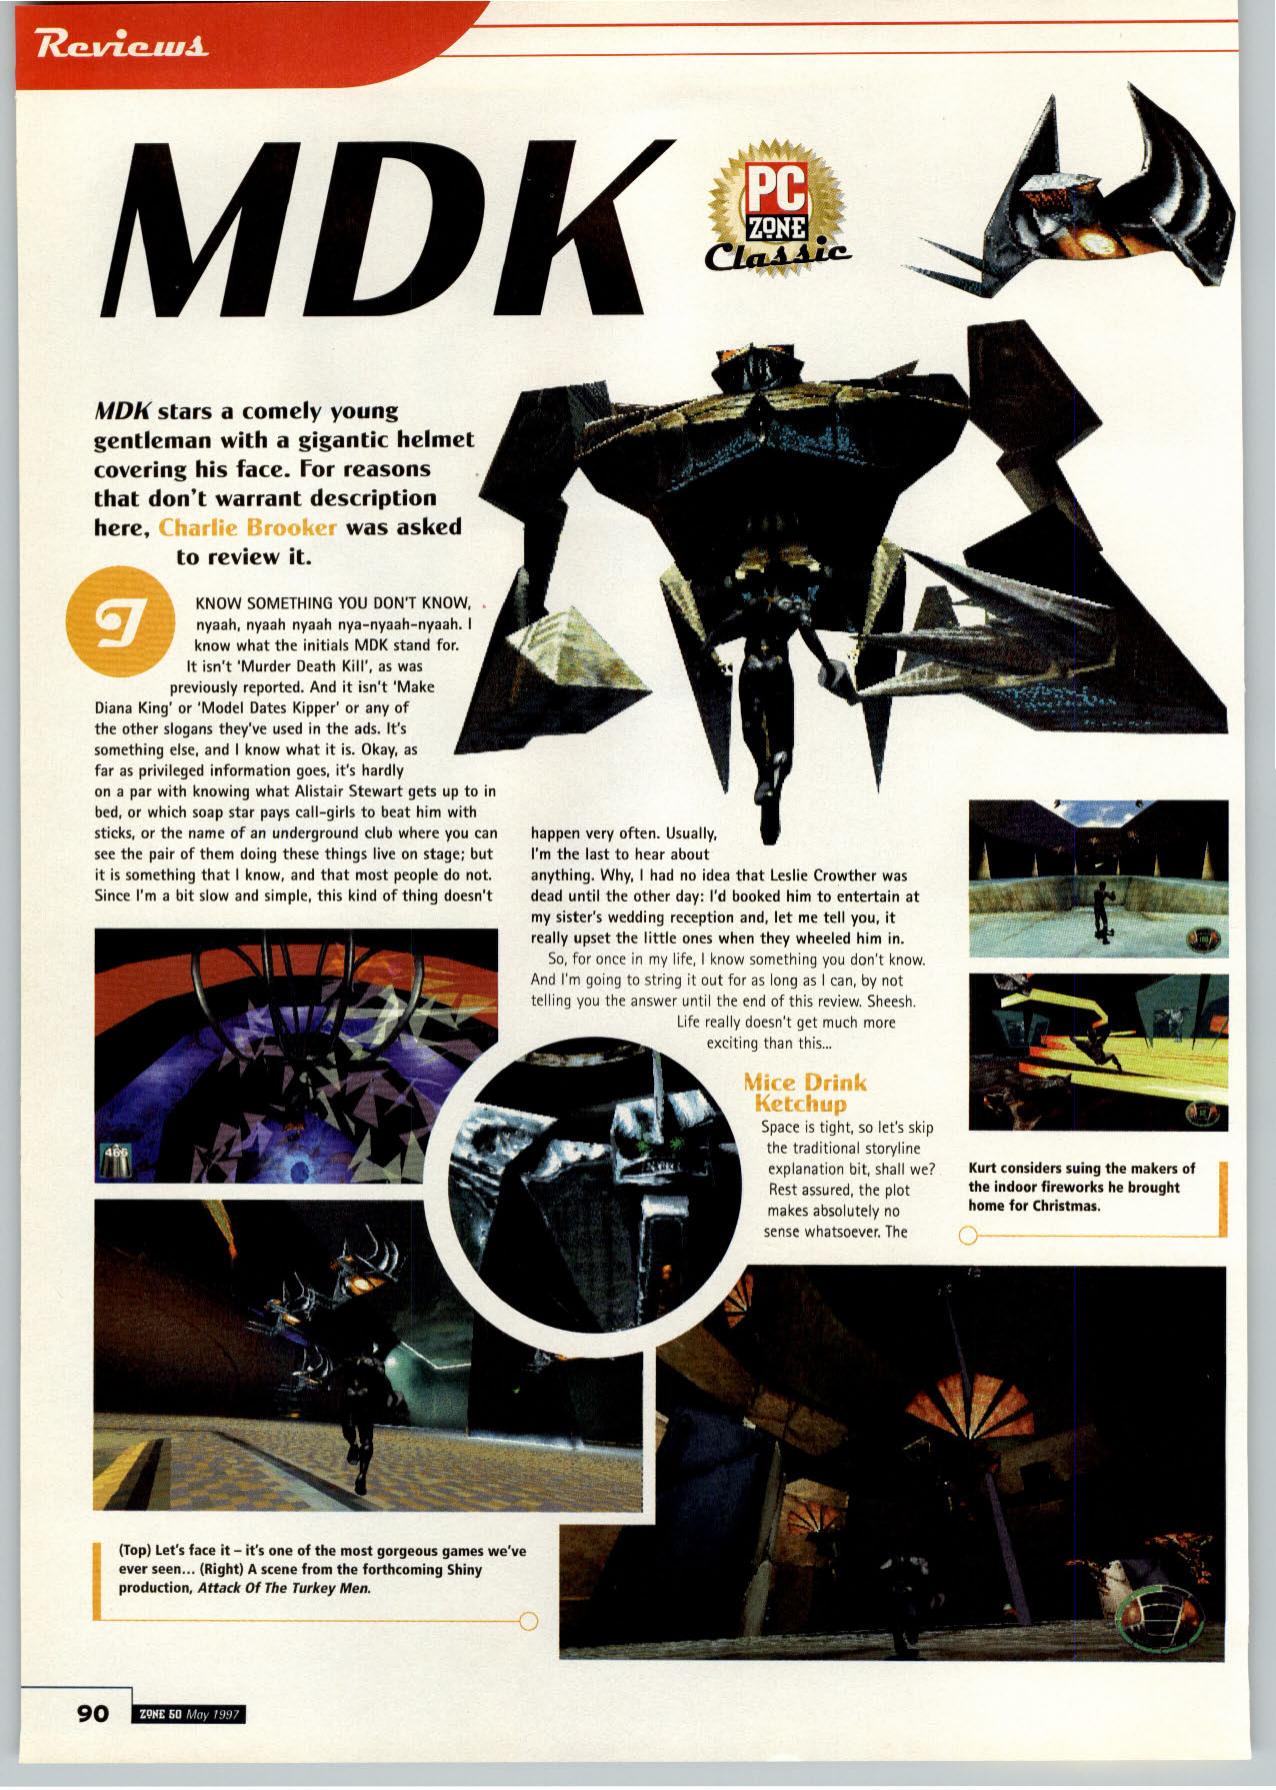 Reviews
MDK
PC
ZONE
Classic
MDK stars a comely young
gentleman with a gigantic helmet
covering his face. For reasons
that don't warrant description
here, Charlie Brooker was asked
to review it.
I
KNOW SOMETHING YOU DON'T KNOW,
nyaah, nyaah nyaah nya-nyaah-nyaah. I
know what the initials MDK stand for.
It isn't 'Murder Death Kill', as was
previously reported. And it isn't 'Make
Diana King' or 'Model Dates Kipper' or any of
the other slogans they've used in the ads. It's
something else, and I know what it is. Okay, as
far as privileged information goes, it's hardly
on a par with knowing what Alistair Stewart gets up to in
bed, or which soap star pays call-girls to beat him with
sticks, or the name of an underground club where you can
see the pair of them doing these things live on stage; but
it is something that I know, and that most people do not.
Since I'm a bit slow and simple, this kind of thing doesn't
happen very often. Usually,
I'm the last to hear about
anything. Why, I had no idea that Leslie Crowther was
dead until the other day: I'd booked him to entertain at
my sister's wedding reception and, let me tell you, it
really upset the little ones when they wheeled him in.
So, for once in my life, I know something you don't know.
And I'm going to string it out for as long as I can, by not
telling you the answer until the end of this review. Sheesh.
Life really doesn't get much more
exciting than this...
Mice Drink
Ketchup
Space is tight, so let's skip
the traditional storyline
explanation bit, shall we?
Rest assured, the plot
makes absolutely no
sense whatsoever. The
Kurt considers suing the makers of
the indoor fireworks he brought
home for Christmas.
466
(Top) Let's face it – it's one of the most gorgeous games we've
ever seen... (Right) A scene from the forthcoming Shiny
production, Attack Of The Turkey Men.
90
ZONE 50 May 1997